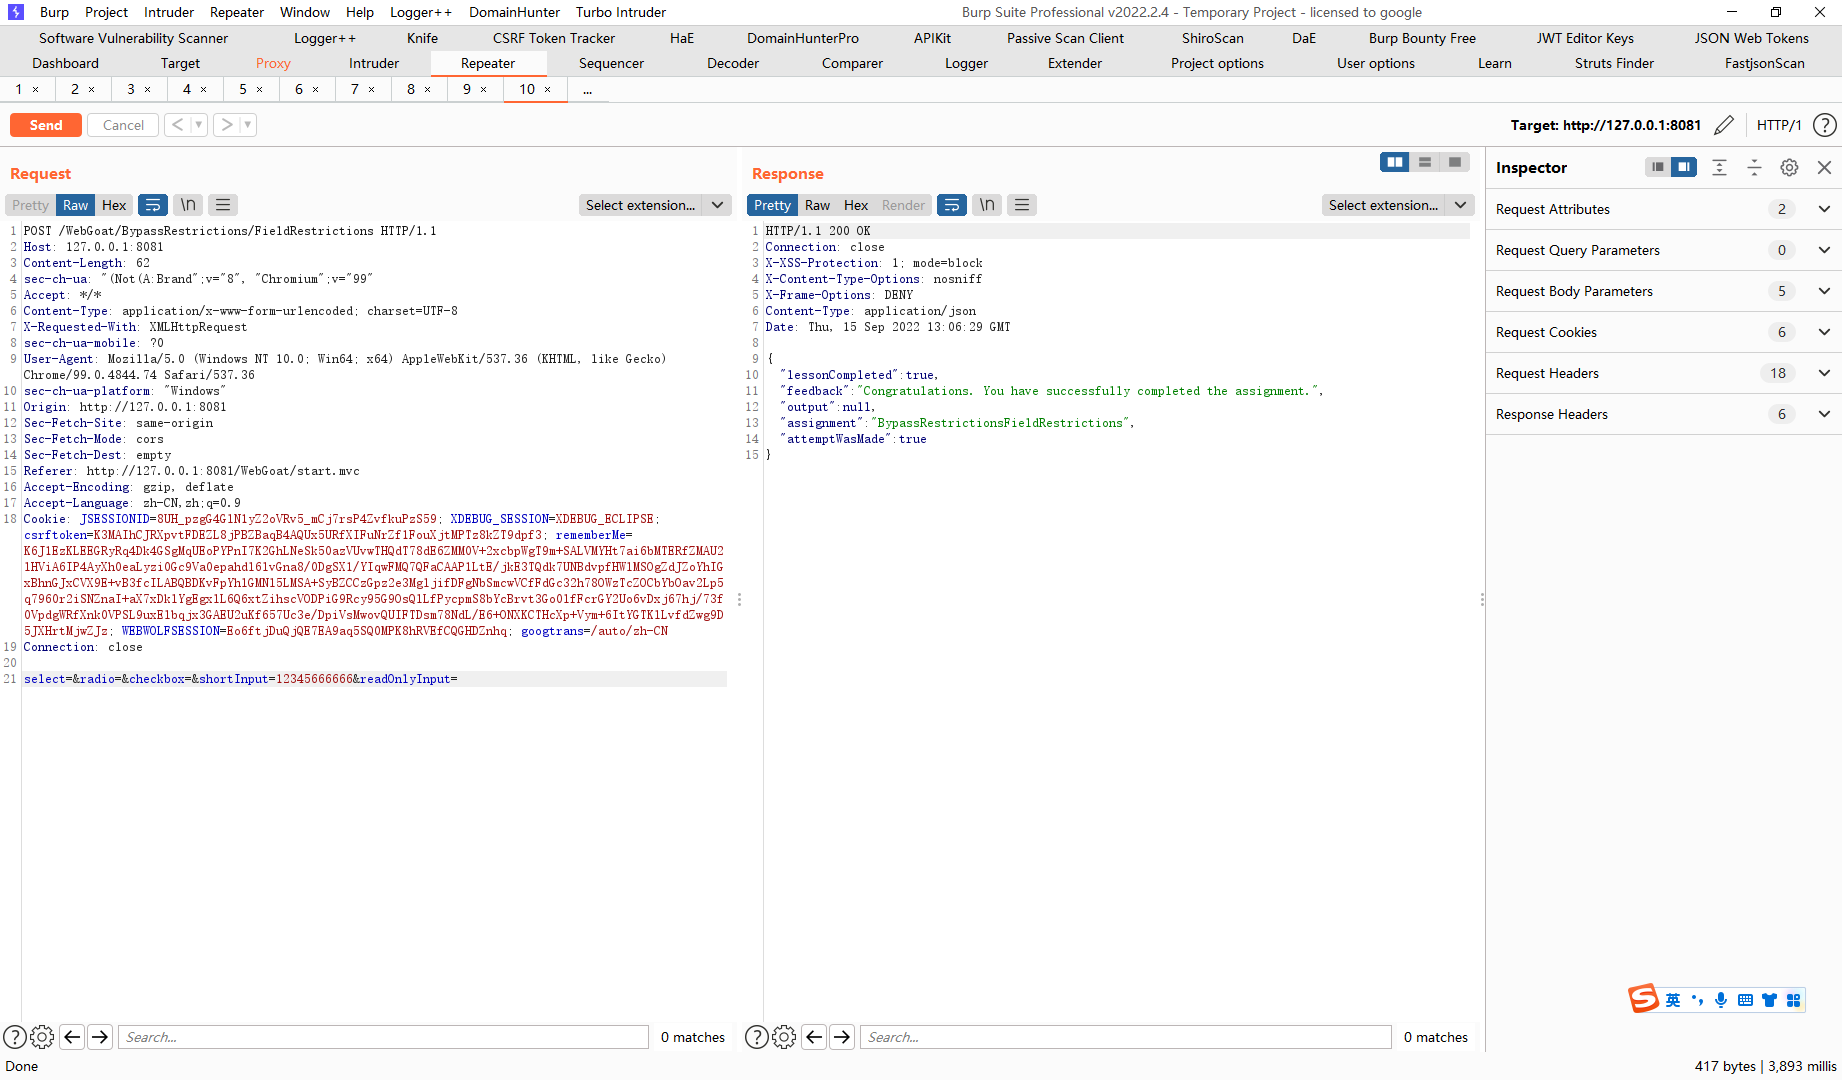 Burp Project Intruder Repeater Window Help Logger++ DomainHunter Turbo Intruder Burp Suite Professional v2022.2.4 - Temporary Project - licensed to google
Software Vulnerability Scanner Logger++ Knife CSRF Token Tracker HaE DomainHunterPro APIKit Passive Scan Client ShiroScan DaE Burp Bounty Free JWT Editor Keys JSON Web Tokens
Dashboard Target Proxy Intruder Repeater Sequencer Decoder Comparer Logger Extender Project options User options Learn Struts Finder FastjsonScan
1 × 2 × 3 × 4 × 5 × 6 × 7 × 8 × 9 × 10 × ...
Send Cancel < > Target: http://127.0.0.1:8081 HTTP/1 ?
Request
Pretty Raw Hex \n Select extension...
1 POST /WebGoat/BypassRestrictions/FieldRestrictions HTTP/1.1
2 Host: 127.0.0.1:8081
3 Content-Length: 62
4 sec-ch-ua: "(Not(A:Brand";v="8", "Chromium";v="99"
5 Accept: */*
6 Content-Type: application/x-www-form-urlencoded; charset=UTF-8
7 X-Requested-With: XMLHttpRequest
8 sec-ch-ua-mobile: ?0
9 User-Agent: Mozilla/5.0 (Windows NT 10.0; Win64; x64) AppleWebKit/537.36 (KHTML, like Gecko)
Chrome/99.0.4844.74 Safari/537.36
10 sec-ch-ua-platform: "Windows"
11 Origin: http://127.0.0.1:8081
12 Sec-Fetch-Site: same-origin
13 Sec-Fetch-Mode: cors
14 Sec-Fetch-Dest: empty
15 Referer: http://127.0.0.1:8081/WebGoat/start.mvc
16 Accept-Encoding: gzip, deflate
17 Accept-Language: zh-CN,zh;q=0.9
18 Cookie: JSESSIONID=8UH_pzgG4G1N1yZ2oVRv5_mCj7rsP4ZvfkuPzS59; XDEBUG_SESSION=XDEBUG_ECLIPSE;
csrftoken=K3MAIhCJRXpvtFDEZL8jPBZBaqB4AQUx5URfXIFuNrZf1FouXjtMPTz8kZT9dpf3; rememberMe=
K6J1EzKLEEGRyRq4Dk4GSgMqUEoPYPnI7K2GhLNeSk50azVUvwTHQdT78dE6ZMM0V+2xcbpWgT9m+SALVMYHt7ai6bMTERfZMAU2
1HViA6IP4AyXh0eaLyzi0Gc9Va0epahd161vGna8/0DgSX1/YIqwFMQ7QFaCAAP1LtE/jkE3TQdk7UNBdvpfHW1MSOgZdJZoYhIG
xBhnGJxCVX9E+vB3fcILABQBDKvFpYh1GMN15LMSA+SyBZCCzGpz2e3Mg1jifDFgNbSmcwVCfFdGc32h780WzTcZOCbYb0av2Lp5
q7960r2iSNZnaI+aX7xDk1YgEgx1L6Q6xtZihscVODPiG9Rcy95G9OsQ1LfPycpmS8bYcBrvt3Go01fFcrGY2Uo6vDxj67hj/73f
0VpdgWRfXnk0VPSL9uxE1bqjx3GAEU2uKf657Uc3e/DpiVsMwovQUIFTDsm78NdL/E6+ONXKCTHcXp+Vym+6ItYGTK1LvfdZwg9D
5JXHrtMjwZJz; WEBWOLFSESSION=Eo6ftjDuQjQE7EA9aq5SQ0MPK8hRVEfCQGHDZnhq; googtrans=/auto/zh-CN
19 Connection: close
20
21 select=&radio=&checkbox=&shortInput=12345666666&readOnlyInput=
Response
Pretty Raw Hex Render \n Select extension...
1 HTTP/1.1 200 OK
2 Connection: close
3 X-XSS-Protection: 1; mode=block
4 X-Content-Type-Options: nosniff
5 X-Frame-Options: DENY
6 Content-Type: application/json
7 Date: Thu, 15 Sep 2022 13:06:29 GMT
8
9 {
10 "lessonCompleted":true,
11 "feedback":"Congratulations. You have successfully completed the assignment.",
12 "output":null,
13 "assignment":"BypassRestrictionsFieldRestrictions",
14 "attemptWasMade":true
15 }
Inspector
Request Attributes 2
Request Query Parameters 0
Request Body Parameters 5
Request Cookies 6
Request Headers 18
Response Headers 6
S 英
? Search... 0 matches ? Search... 0 matches
Done 417 bytes | 3,893 millis